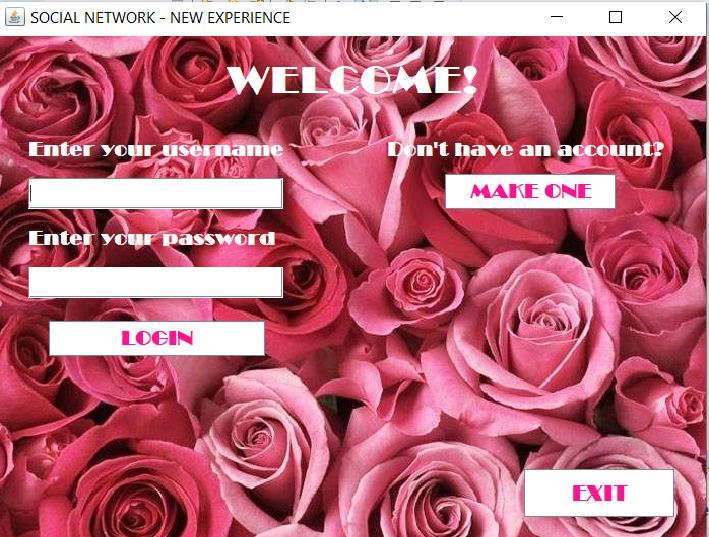 SOCIAL NETWORK - NEW EXPERIENCE
WELCOME!
Enter your username
Don't have an account?
MAKE ONE
Enter your password
LOGIN
EXIT